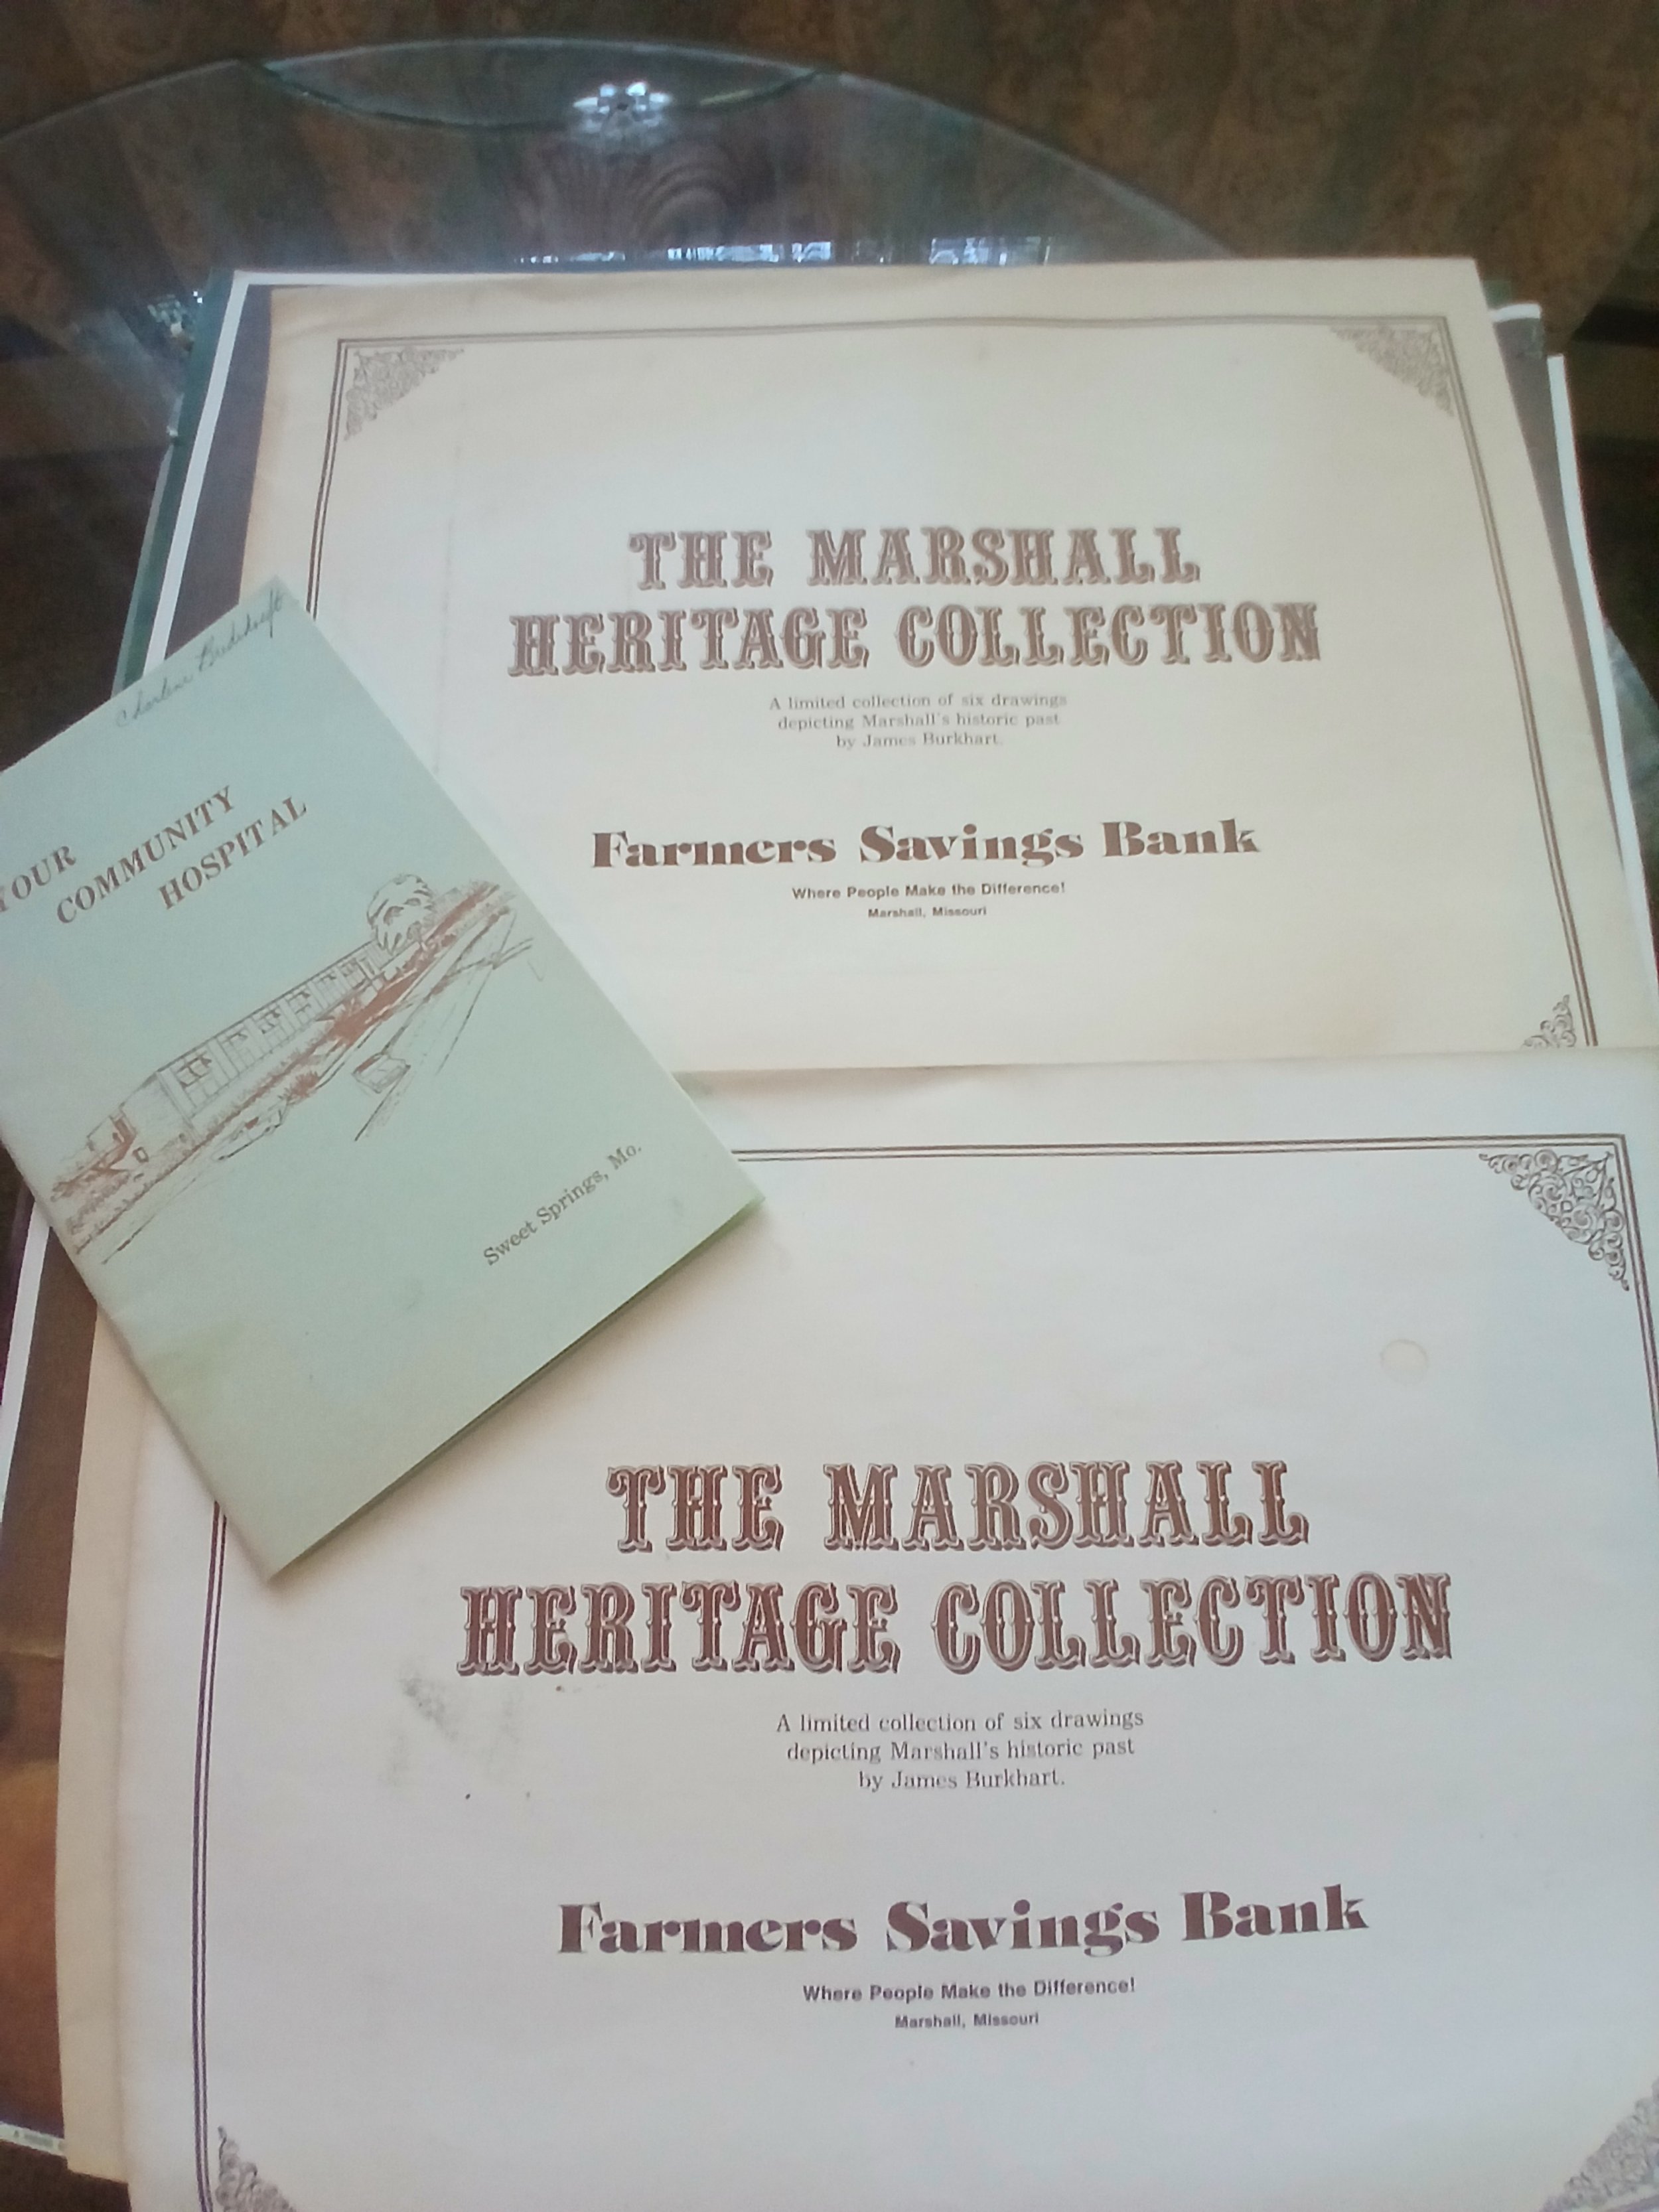 THE MARSHALL
HERITAGE COLLECTION
A limited collection of six drawings
depicting Marshall's historic past
by James Burkhart.
Farmers Savings Bank
Where People Make the Difference!
Marshall, Missouri
Charlene
YOUR
COMMUNITY
HOSPITAL
Sweet Springs, Mo.
THE MARSHALL
HERITAGE COLLECTION
A limited collection of six drawings
depicting Marshall's historic past
by James Burkhart.
Farmers Savings Bank
Where People Make the Difference!
Marshall, Missouri